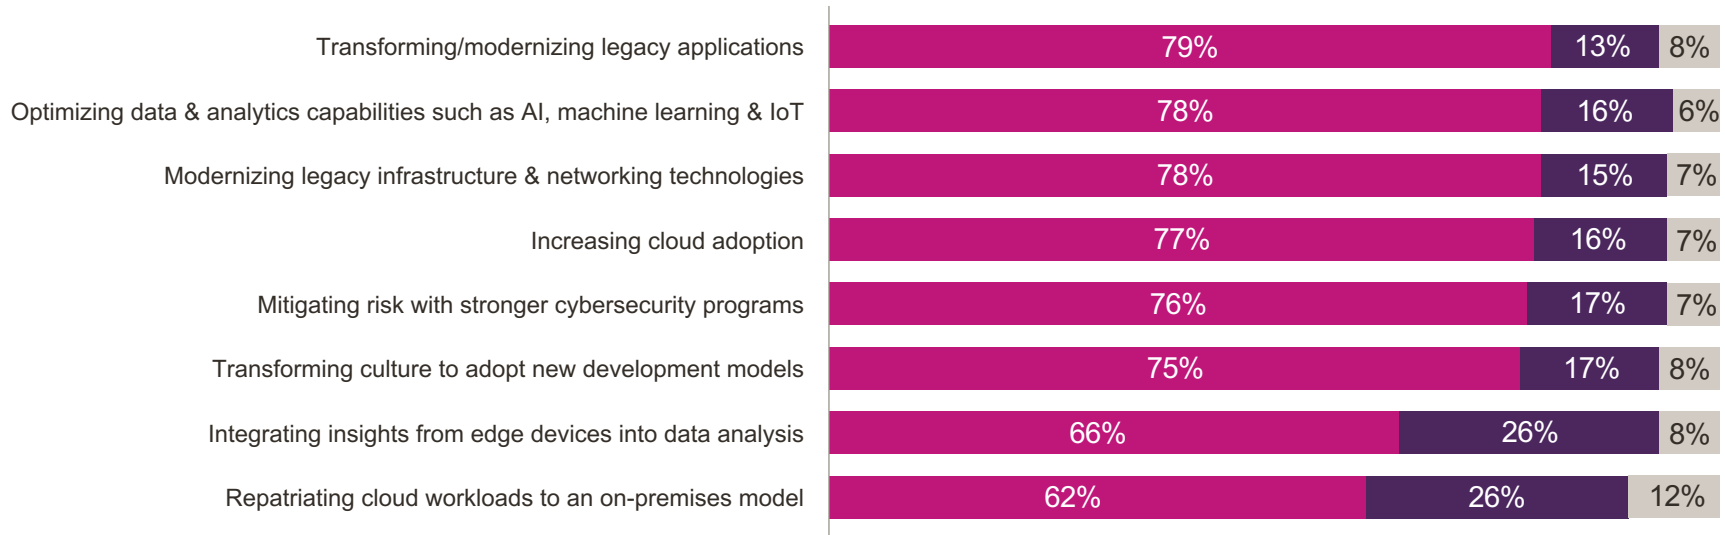 Transforming/modernizing legacy applications 79% 13% 8%
Optimizing data & analytics capabilities such as AI, machine learning & IoT 78% 16% 6%
Modernizing legacy infrastructure & networking technologies 78% 15% 7%
Increasing cloud adoption 77% 16% 7%
Mitigating risk with stronger cybersecurity programs 76% 17% 7%
Transforming culture to adopt new development models 75% 17% 8%
Integrating insights from edge devices into data analysis 66% 26% 8%
Repatriating cloud workloads to an on-premises model 62% 26% 12%